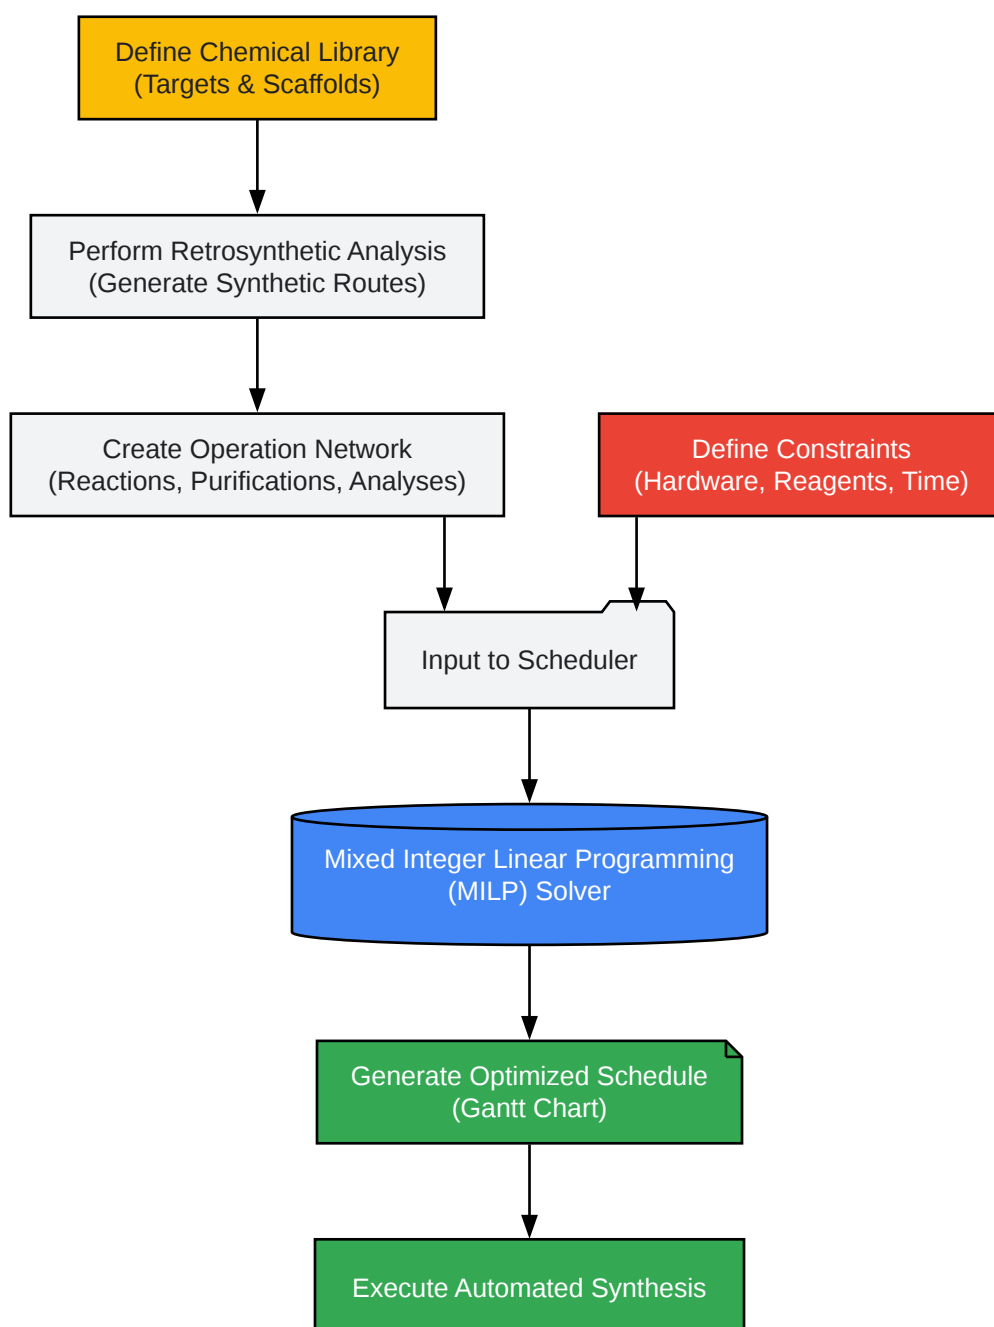 Define Chemical Library
(Targets & Scaffolds)
Perform Retrosynthetic Analysis
(Generate Synthetic Routes)
Create Operation Network
(Reactions, Purifications, Analyses)
Define Constraints
(Hardware, Reagents, Time)
Input to Scheduler
Mixed Integer Linear Programming
(MILP) Solver
Generate Optimized Schedule
(Gantt Chart)
Execute Automated Synthesis